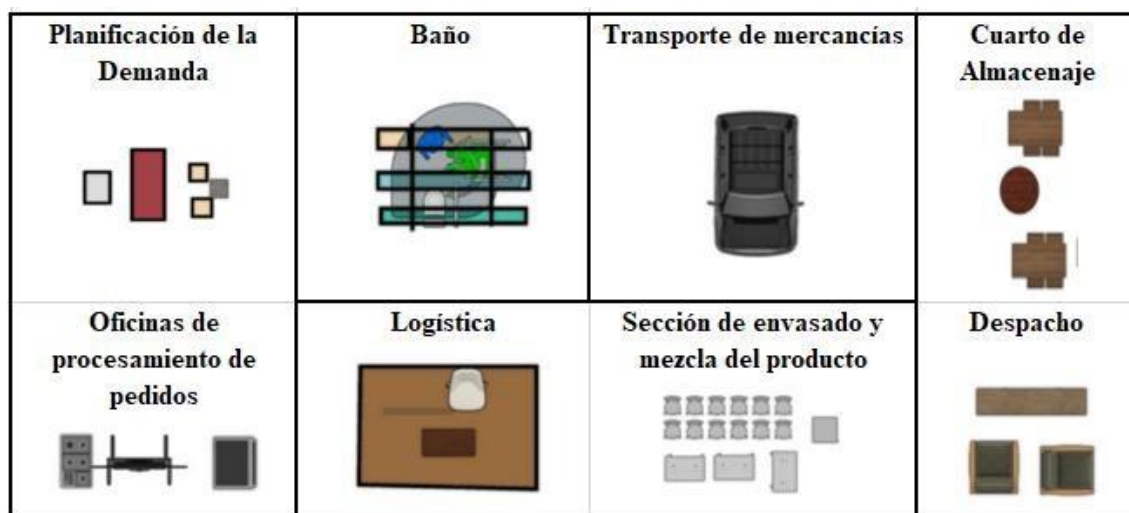 Planificación de la
Demanda
Baño
Transporte de mercancías
Cuarto de
Almacenaje
Oficinas de
procesamiento de
pedidos
Logística
Sección de envasado y
mezcla del producto
Despacho